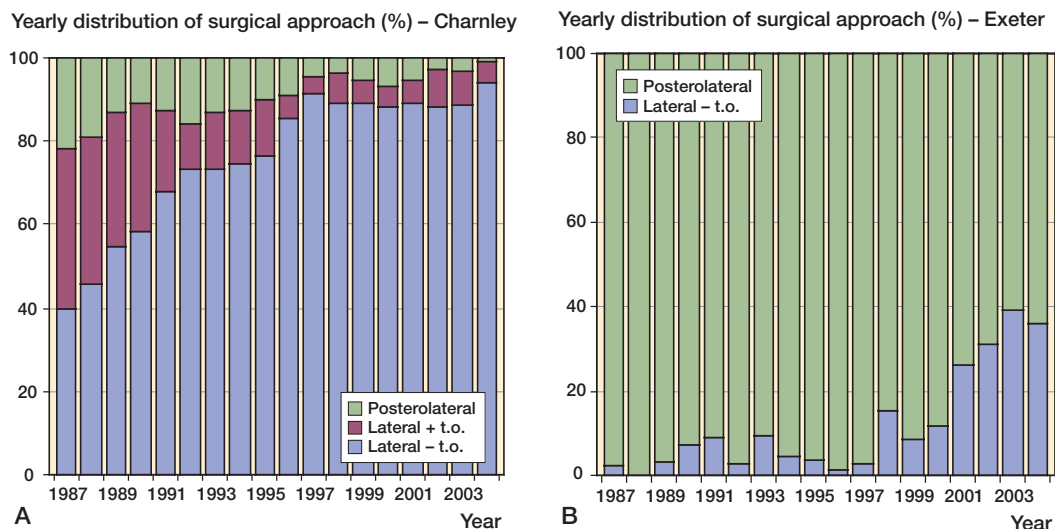 Yearly distribution of surgical approach (%) – Charnley
100
80
60
40
20
0
Posterolateral
Lateral + t.o.
Lateral – t.o.
1987 1989 1991 1993 1995 1997 1999 2001 2003
A
Year
Yearly distribution of surgical approach (%) – Exeter
100
80
60
40
20
0
Posterolateral
Lateral – t.o.
1987 1989 1991 1993 1995 1997 1999 2001 2003
B
Year